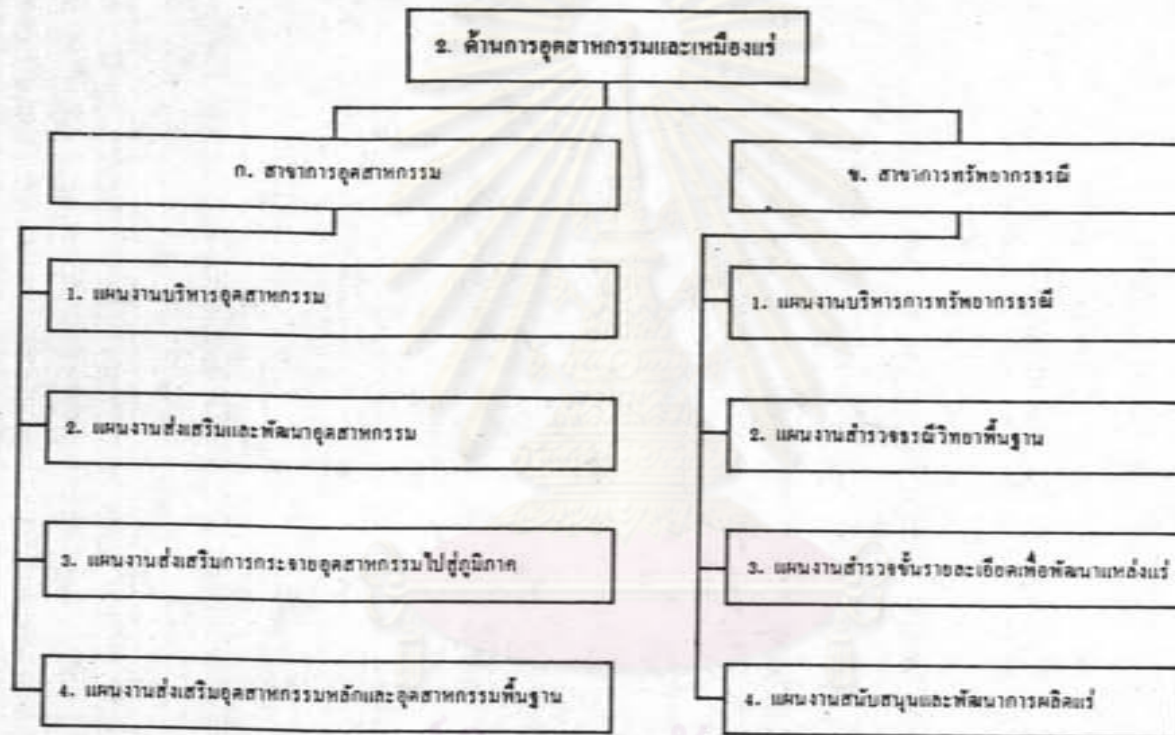 2. ด้านการอุตสาหกรรมและเหมืองแร่
ก. สาขาการอุตสาหกรรม
1. แผนงานบริหารอุตสาหกรรม
2. แผนงานส่งเสริมและพัฒนาอุตสาหกรรม
3. แผนงานส่งเสริมการกระจายอุตสาหกรรมไปสู่ภูมิภาค
4. แผนงานส่งเสริมอุตสาหกรรมหลักและอุตสาหกรรมพื้นฐาน
ข. สาขาการทรัพยากรธรณี
1. แผนงานบริหารการทรัพยากรธรณี
2. แผนงานสำรวจธรณีวิทยาพื้นฐาน
3. แผนงานสำรวจขั้นรายละเอียดเพื่อพัฒนาแหล่งแร่
4. แผนงานสนับสนุนและพัฒนาการผลิตแร่